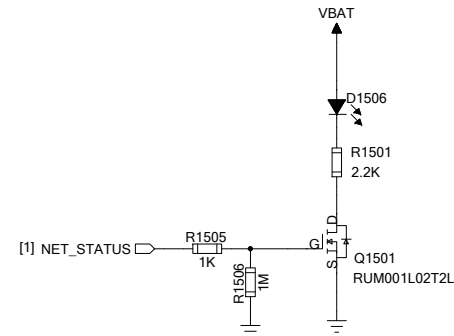 VBAT
D1506
R1501
2.2K
D
[1] NET_STATUS
R1505
1K
G
S
Q1501
RUM001L02T2L
R1506
1M